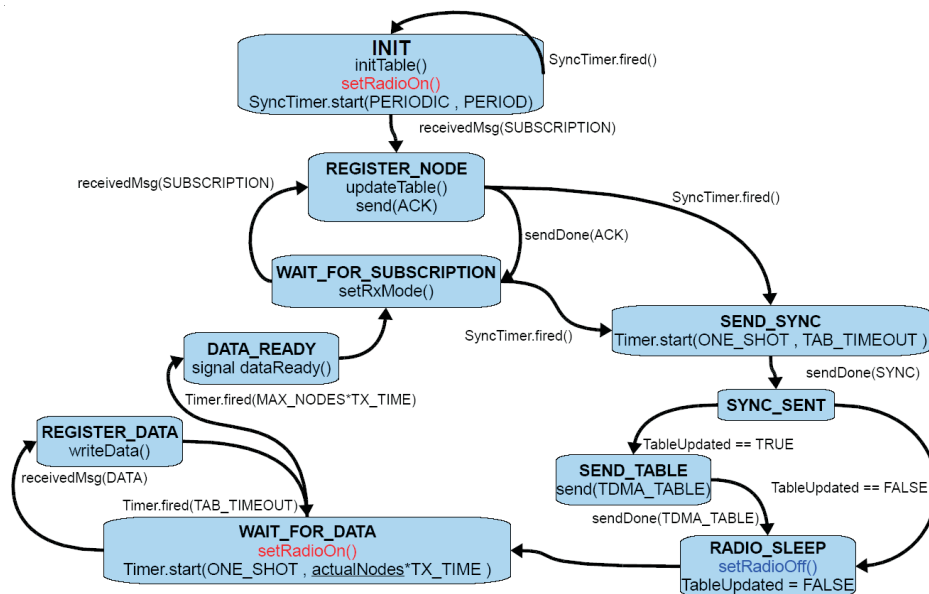 INIT
initTable()
setRadioOn()
SyncTimer.start(PERIODIC , PERIOD)
SyncTimer.fired()
receivedMsg(SUBSCRIPTION)
REGISTER_NODE
updateTable()
send(ACK)
receivedMsg(SUBSCRIPTION)
SyncTimer.fired()
sendDone(ACK)
WAIT_FOR_SUBSCRIPTION
setRxMode()
SyncTimer.fired()
SEND_SYNC
Timer.start(ONE_SHOT , TAB_TIMEOUT )
DATA_READY
signal dataReady()
sendDone(SYNC)
Timer.fired(MAX_NODES*TX_TIME)
SYNC_SENT
REGISTER_DATA
writeData()
TableUpdated == TRUE
SEND_TABLE
send(TDMA_TABLE)
receivedMsg(DATA)
TableUpdated == FALSE
Timer.fired(TAB_TIMEOUT)
sendDone(TDMA_TABLE)
WAIT_FOR_DATA
setRadioOn()
Timer.start(ONE_SHOT , actualNodes*TX_TIME )
RADIO_SLEEP
setRadioOff()
TableUpdated = FALSE